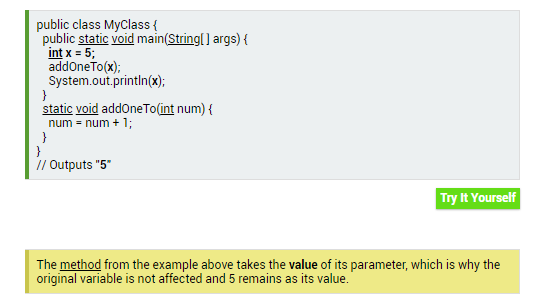 public class MyClass {
public static void main(String[ ] args) {
int x = 5;
addOneTo(x);
System.out.println(x);
}
static void addOneTo(int num) {
num = num + 1;
}
}
// Outputs "5"
Try It Yourself
The method from the example above takes the value of its parameter, which is why the
original variable is not affected and 5 remains as its value.